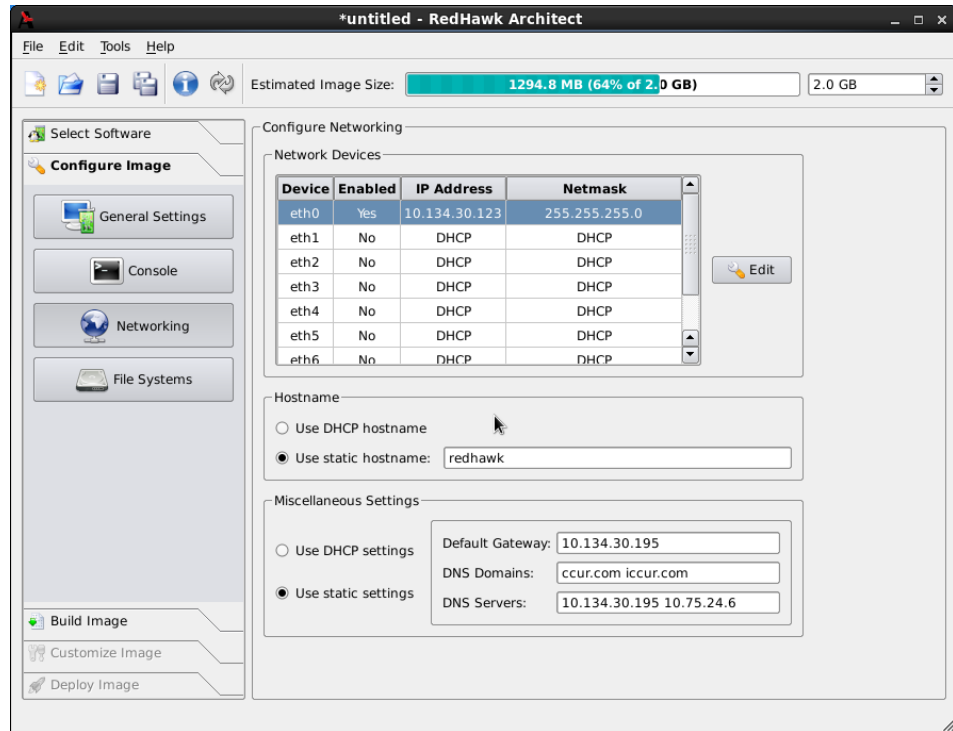 *untitled - RedHawk Architect
File Edit Tools Help
Estimated Image Size: 1294.8 MB (64% of 2.0 GB) 2.0 GB
Select Software
Configure Image
General Settings
Console
Networking
File Systems
Build Image
Customize Image
Deploy Image
Configure Networking
Network Devices
Device Enabled IP Address Netmask
eth0 Yes 10.134.30.123 255.255.255.0
eth1 No DHCP DHCP
eth2 No DHCP DHCP
eth3 No DHCP DHCP
eth4 No DHCP DHCP
eth5 No DHCP DHCP
eth6 No DHCP DHCP
Edit
Hostname
Use DHCP hostname
Use static hostname: redhawk
Miscellaneous Settings
Use DHCP settings
Use static settings
Default Gateway: 10.134.30.195
DNS Domains: ccur.com iccur.com
DNS Servers: 10.134.30.195 10.75.24.6